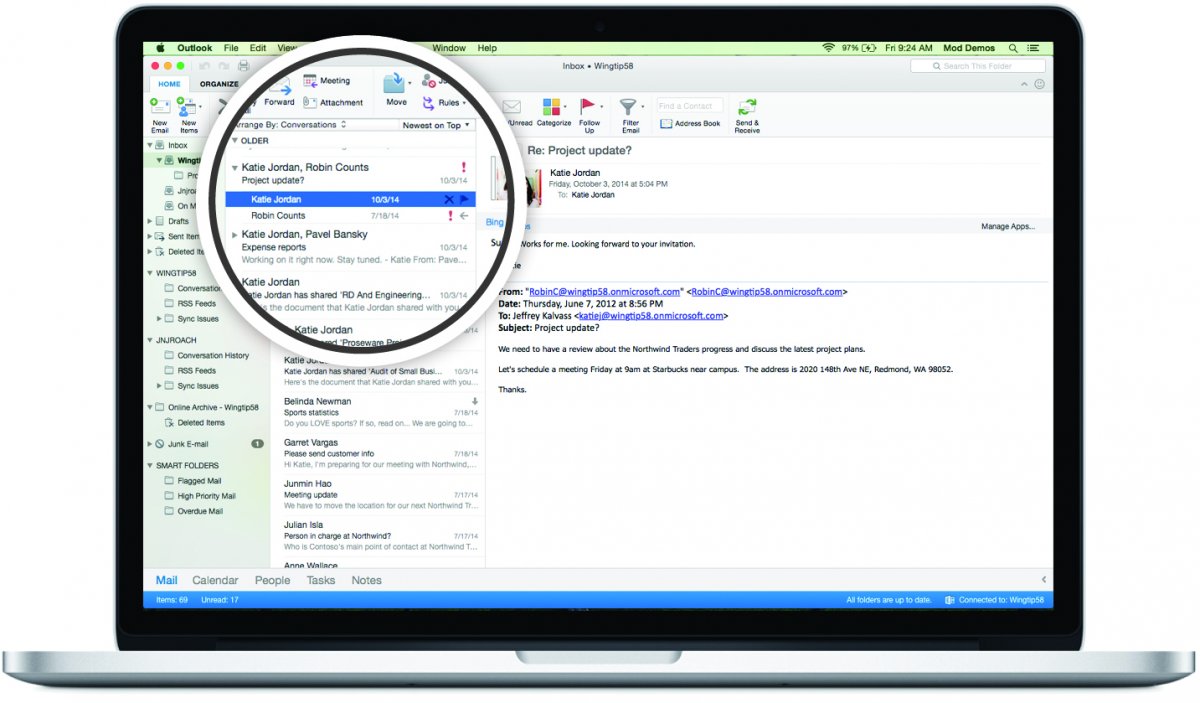 Outlook File Edit View Window Help 97% Fri 9:24 AM Mod Demos
Inbox • Wingtip58
Search This Folder
HOME ORGANIZE
New Email
New Items
Forward
Meeting
Attachment
Move
Rules
Unread
Categorize
Follow Up
Filter Email
Find a Contact
Address Book
Send & Receive
Inbox
Drafts
Sent Item
Deleted Ite
WINGTIP58
RSS Feeds
Sync Issues
JNJROACH
Conversation History
RSS Feeds
Sync Issues
Online Archive - Wingtip58
Deleted Items
Junk E-mail 1
SMART FOLDERS
Flagged Mail
High Priority Mail
Overdue Mail
Arrange By: Conversations Newest on Top
OLDER
Katie Jordan, Robin Counts
Project update? 10/3/14
Katie Jordan 10/3/14
Robin Counts 7/18/14
Katie Jordan, Pavel Bansky
Expense reports 10/3/14
Working on it right now. Stay tuned. - Katie From: Pave...
Katie Jordan
Katie Jordan has shared 'RD And Engineering... 10/3/14
the document that Katie Jordan shared with you
Katie Jordan
Katie Jordan has shared 'Audit of Small Busi... 10/3/14
Here's the document that Katie Jordan shared with you...
Belinda Newman
Sports statistics 7/18/14
Do you LOVE sports? If so, read on... We are going to...
Garret Vargas
Please send customer info 7/18/14
Hi Katie, I'm preparing for our meeting with Northwind,...
Junmin Hao
Meeting update 7/17/14
We have to move the location for our next Northwind Tr...
Julian Isla
Person in charge at Northwind? 7/17/14
Who is Contoso's main point of contact at Northwind T...
Anne Wallace
Re: Project update?
Katie Jordan
Friday, October 3, 2014 at 5:04 PM
To: Katie Jordan
Bing Manage Apps...
Works for me. Looking forward to your invitation.
From: "RobinC@wingtip58.onmicrosoft.com" <RobinC@wingtip58.onmicrosoft.com>
Date: Thursday, June 7, 2012 at 8:56 PM
To: Jeffrey Kalvass <katiej@wingtip58.onmicrosoft.com>
Subject: Project update?
We need to have a review about the Northwind Traders progress and discuss the latest project plans.
Let's schedule a meeting Friday at 9am at Starbucks near campus. The address is 2020 148th Ave NE, Redmond, WA 98052.
Thanks.
Mail Calendar People Tasks Notes
Items: 69 Unread: 17 All folders are up to date. Connected to: Wingtip58